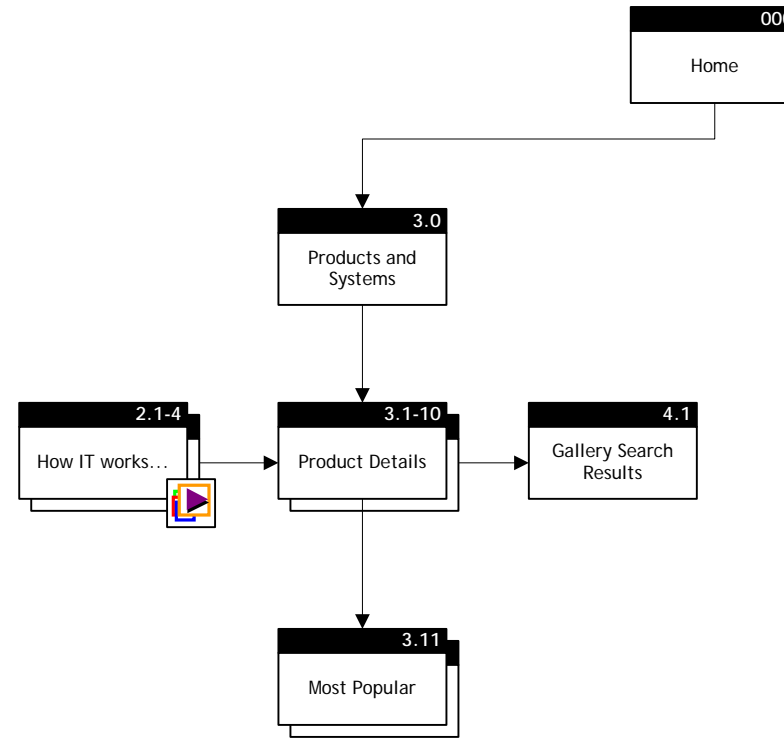 Home
3.0
Products and
Systems
2.1-4
How IT works...
3.1-10
Product Details
4.1
Gallery Search
Results
3.11
Most Popular